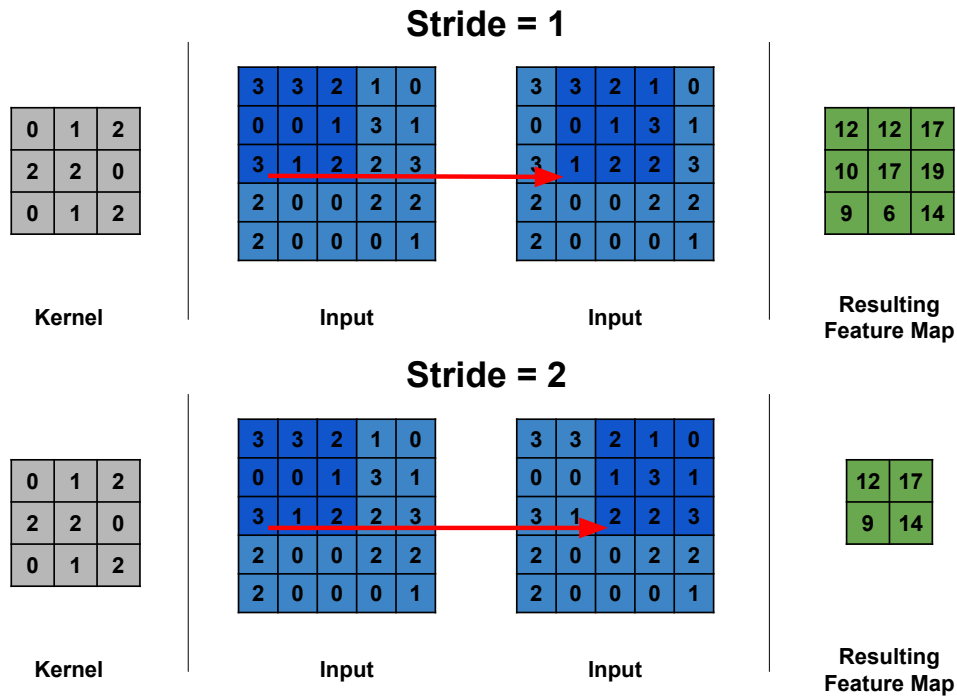 Stride = 1
0 1 2
2 2 0
0 1 2
Kernel
3 3 2 1 0
0 0 1 3 1
3 1 2 2 3
2 0 0 2 2
2 0 0 0 1
Input
3 3 2 1 0
0 0 1 3 1
3 1 2 2 3
2 0 0 2 2
2 0 0 0 1
Input
12 12 17
10 17 19
9 6 14
Resulting
Feature Map
Stride = 2
0 1 2
2 2 0
0 1 2
Kernel
3 3 2 1 0
0 0 1 3 1
3 1 2 2 3
2 0 0 2 2
2 0 0 0 1
Input
3 3 2 1 0
0 0 1 3 1
3 1 2 2 3
2 0 0 2 2
2 0 0 0 1
Input
12 17
9 14
Resulting
Feature Map